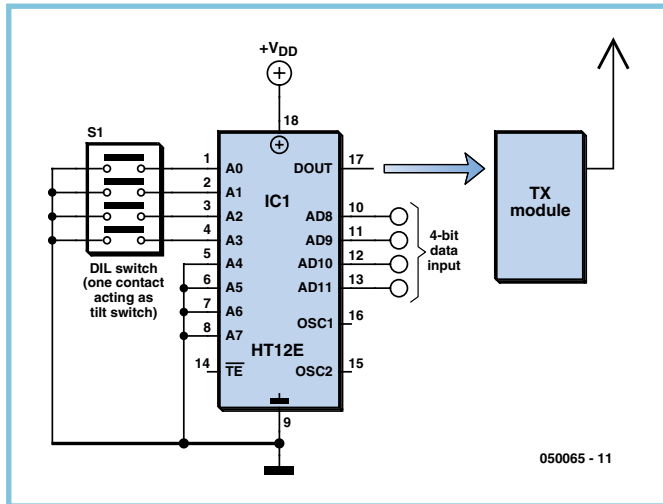 +VDD
18
S1
1
A0
DOUT
17
2
A1
IC1
3
A2
AD8
10
4
A3
AD9
11
5
A4
AD10
12
6
A5
AD11
13
7
A6
8
A7
OSC1
16
HT12E
14
TE
OSC2
15
9
DIL switch
(one contact
acting as
tilt switch)
4-bit
data
input
TX
module
050065 - 11